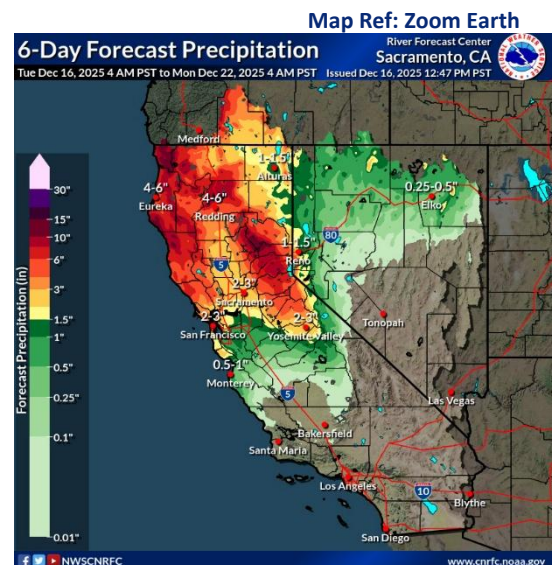 Map Ref: Zoom Earth
6-Day Forecast Precipitation
River Forecast Center
Sacramento, CA
Tue Dec 16, 2025 4 AM PST to Mon Dec 22, 2025 4 AM PST
Issued Dec 16, 2025 12:47 PM PST
Medford
1-1.5"
Alturas
4-6"
Eureka
4-6"
Redding
0.25-0.5"
Elko
80
1-1.5"
Reno
5
2-3"
Sacramento
2-3"
San Francisco
2-3"
Yosemite Valley
Tonopah
0.5-1"
Monterey
5
Las Vegas
Bakersfield
Santa Maria
Los Angeles
10
Blythe
San Diego
Forecast Precipitation (in)
30"
15"
10"
6"
3"
1.5"
1"
0.5"
0.25"
0.1"
0.01"
NWSCNRFC
www.cnrfc.noaa.gov